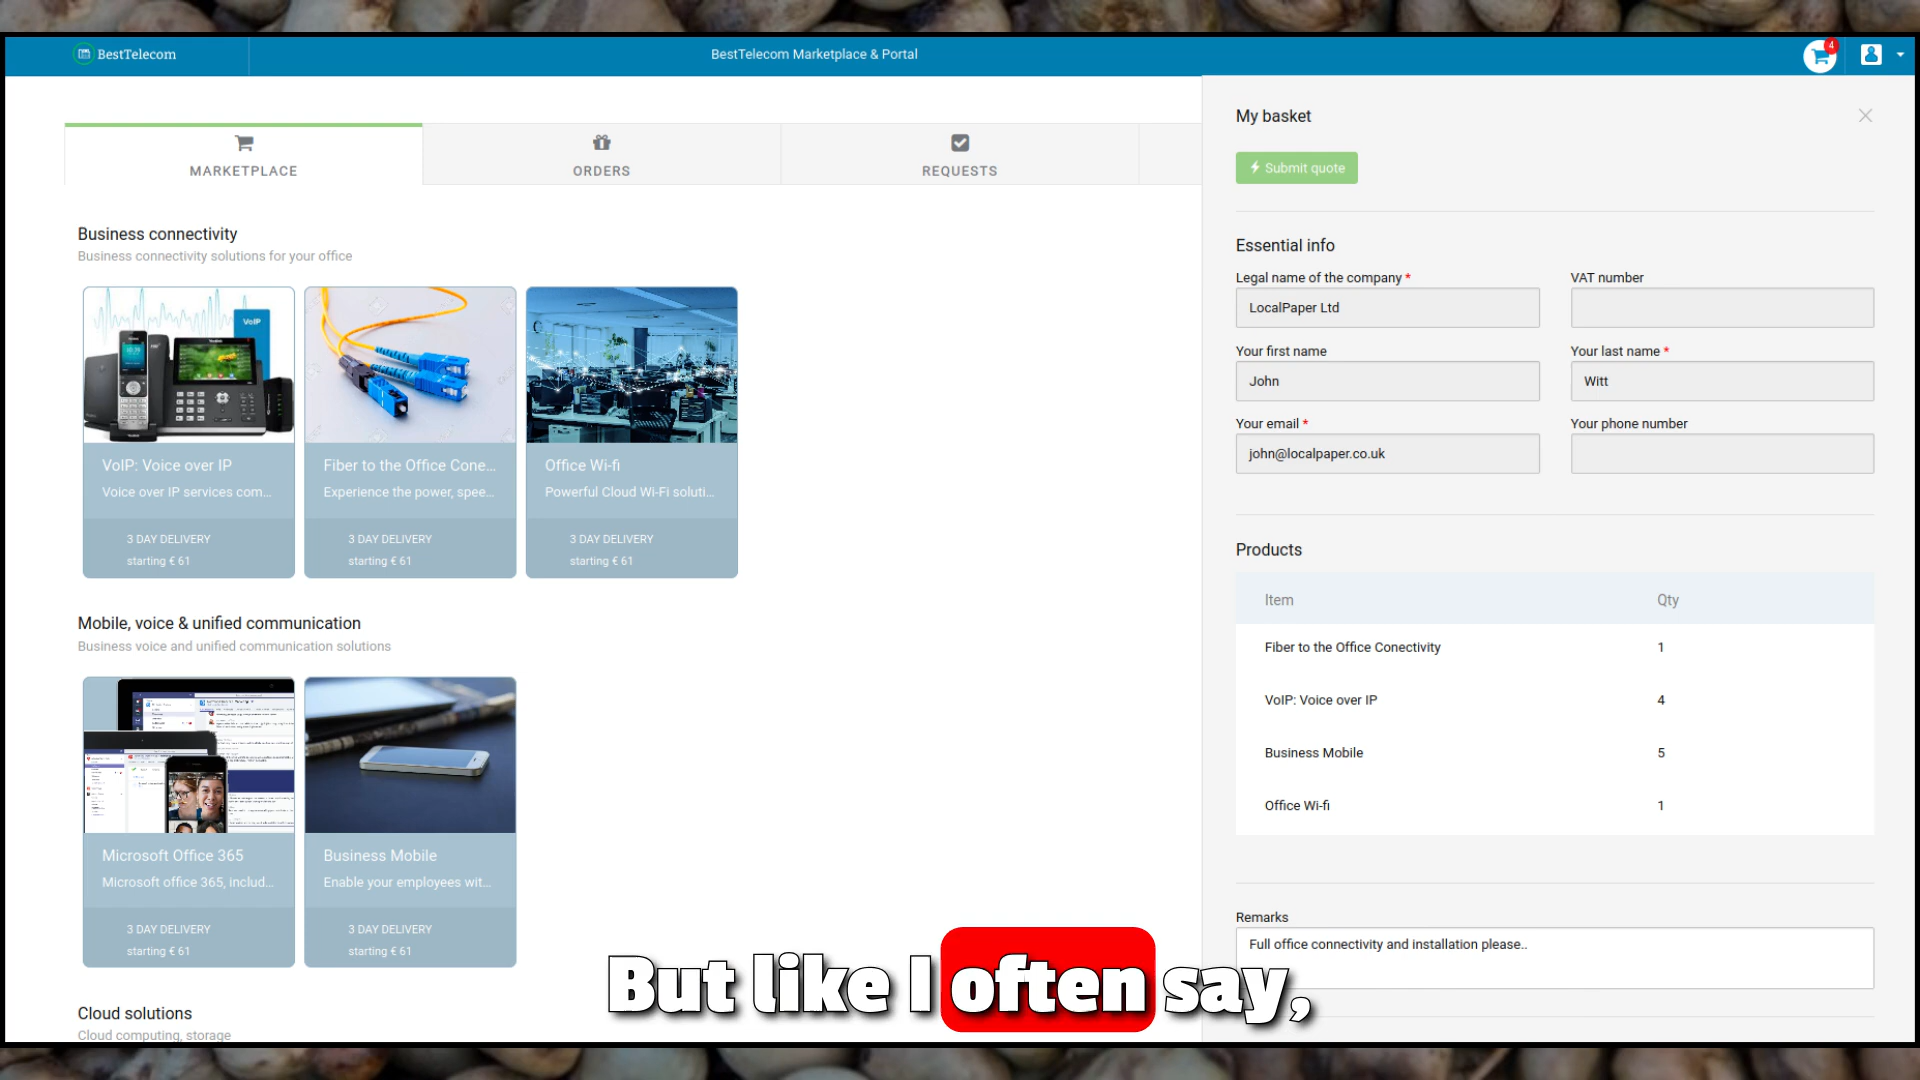 BestTelecom
BestTelecom Marketplace & Portal
4
MARKETPLACE
ORDERS
REQUESTS
Business connectivity
Business connectivity solutions for your office
VoIP
VoIP: Voice over IP
Voice over IP services com...
3 DAY DELIVERY
starting € 61
Fiber to the Office Cone...
Experience the power, spee...
3 DAY DELIVERY
starting € 61
Office Wi-fi
Powerful Cloud Wi-Fi soluti...
3 DAY DELIVERY
starting € 61
Mobile, voice & unified communication
Business voice and unified communication solutions
Microsoft Office 365
Microsoft office 365, includ...
3 DAY DELIVERY
starting € 61
Business Mobile
Enable your employees wit...
3 DAY DELIVERY
starting € 61
Cloud solutions
Cloud computing, storage
My basket
Submit quote
Essential info
Legal name of the company *
LocalPaper Ltd
VAT number
Your first name
John
Your last name *
Witt
Your email *
john@localpaper.co.uk
Your phone number
Products
Item Qty
Fiber to the Office Conectivity 1
VoIP: Voice over IP 4
Business Mobile 5
Office Wi-fi 1
Remarks
Full office connectivity and installation please..
But like I often say,